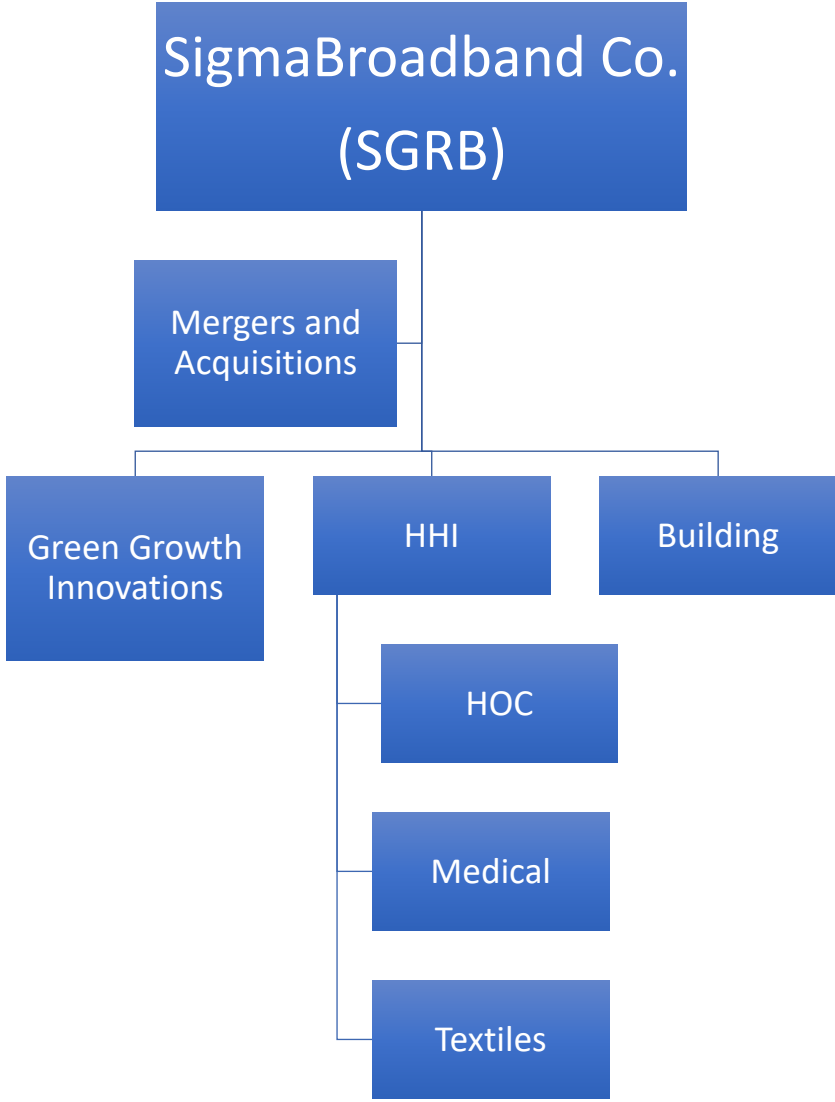 SigmaBroadband Co.
(SGRB)
Mergers and
Acquisitions
Green Growth
Innovations
HHI
Building
HOC
Medical
Textiles